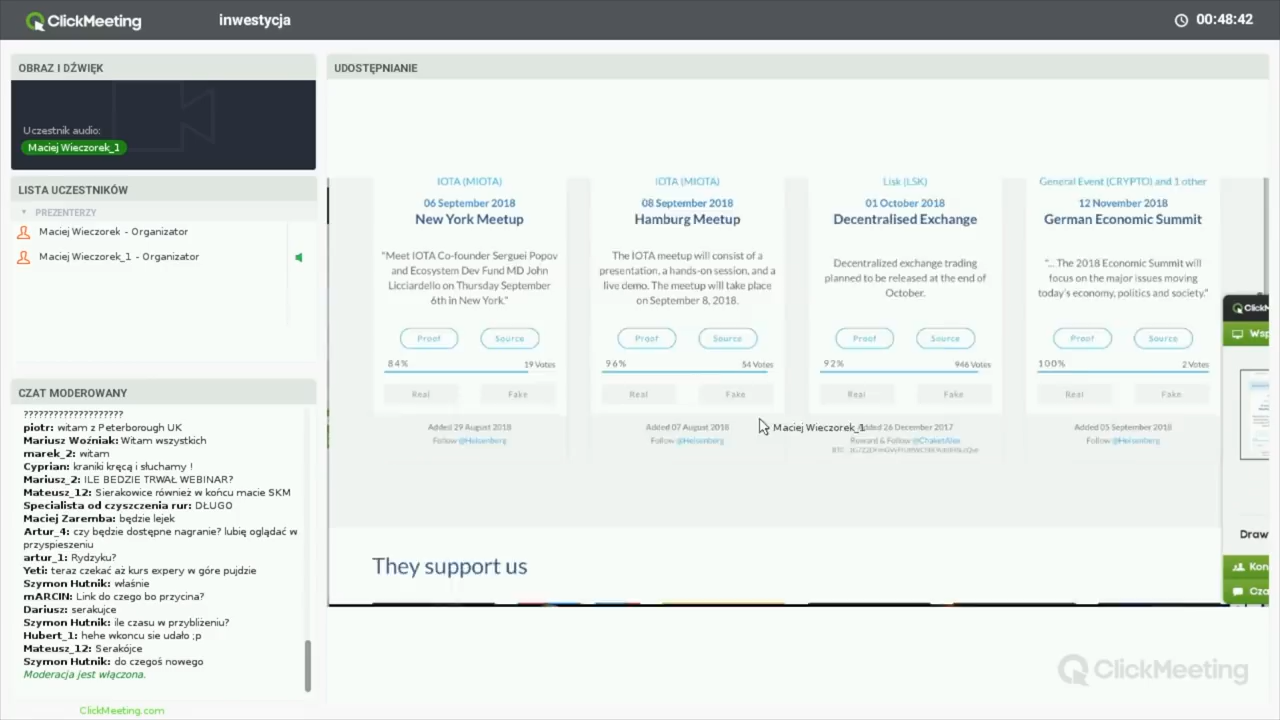 ClickMeeting
inwestycja
00:48:42
OBRAZ I DŹWIĘK
Uczestnik audio:
Maciej Wieczorek_1
LISTA UCZESTNIKÓW
PREZENTERZY
Maciej Wieczorek - Organizator
Maciej Wieczorek_1 - Organizator
CZAT MODEROWANY
????????????????????
piotr: witam z Peterborough UK
Mariusz Woźniak: Witam wszystkich
marek_2: witam
Cyprian: kraniki kręcą i słuchamy !
Mariusz_2: ILE BEDZIE TRWAŁ WEBINAR?
Mateusz_12: Sierakowice również w końcu macie SKM
Specialista od czyszczenia rur: DŁUGO
Maciej Zaremba: będzie lejek
Artur_4: czy będzie dostępne nagranie? lubię oglądać w
przyspieszeniu
artur_1: Rydzyku?
Yeti: teraz czekać aż kurs expery w góre pujdzie
Szymon Hutnik: właśnie
mARCIN: Link do czego bo przycina?
Dariusz: serakujce
Szymon Hutnik: ile czasu w przybliżeniu?
Hubert_1: hehe wkoncu sie udało ;p
Mateusz_12: Serakójce
Szymon Hutnik: do czegoś nowego
Moderacja jest włączona.
ClickMeeting.com
UDOSTĘPNIANIE
IOTA (MIOTA)
06 September 2018
New York Meetup
"Meet IOTA Co-founder Serguei Popov
and Ecosystem Dev Fund MD John
Licciardello on Thursday September
6th in New York."
Proof Source
84% 19 Votes
Real Fake
Added 29 August 2018
Follow @Heisenberg
IOTA (MIOTA)
08 September 2018
Hamburg Meetup
The IOTA meetup will consist of a
presentation, a hands-on session, and a
live demo. The meetup will take place
on September 8, 2018.
Proof Source
96% 54 Votes
Real Fake
Added 07 August 2018
Follow @Heisenberg
Maciej Wieczorek_1
Lisk (LSK)
01 October 2018
Decentralised Exchange
Decentralized exchange trading
planned to be released at the end of
October.
Proof Source
92% 946 Votes
Real Fake
Added 26 December 2017
Reward & Follow @ChaketAlex
General Event (CRYPTO) and 1 other
12 November 2018
German Economic Summit
"... The 2018 Economic Summit will
focus on the major issues moving
today's economy, politics and society."
Proof Source
100% 2 Votes
Real Fake
Added 05 September 2018
Follow @Heisenberg
They support us
ClickM
Wsp
Draw
Kon
Cza
ClickMeeting